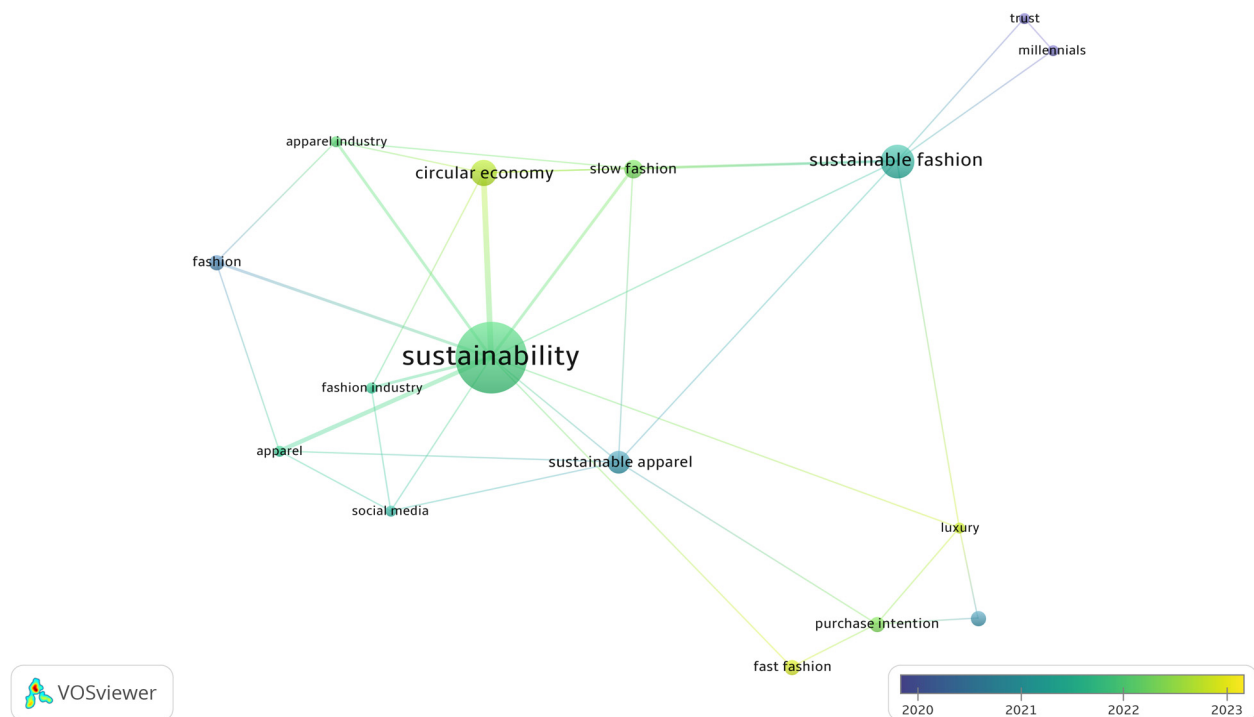 trust
millennials
apparel industry
circular economy
slow fashion
sustainable fashion
fashion
sustainability
fashion industry
apparel
sustainable apparel
social media
luxury
purchase intention
fast fashion
VOSviewer
2020
2021
2022
2023